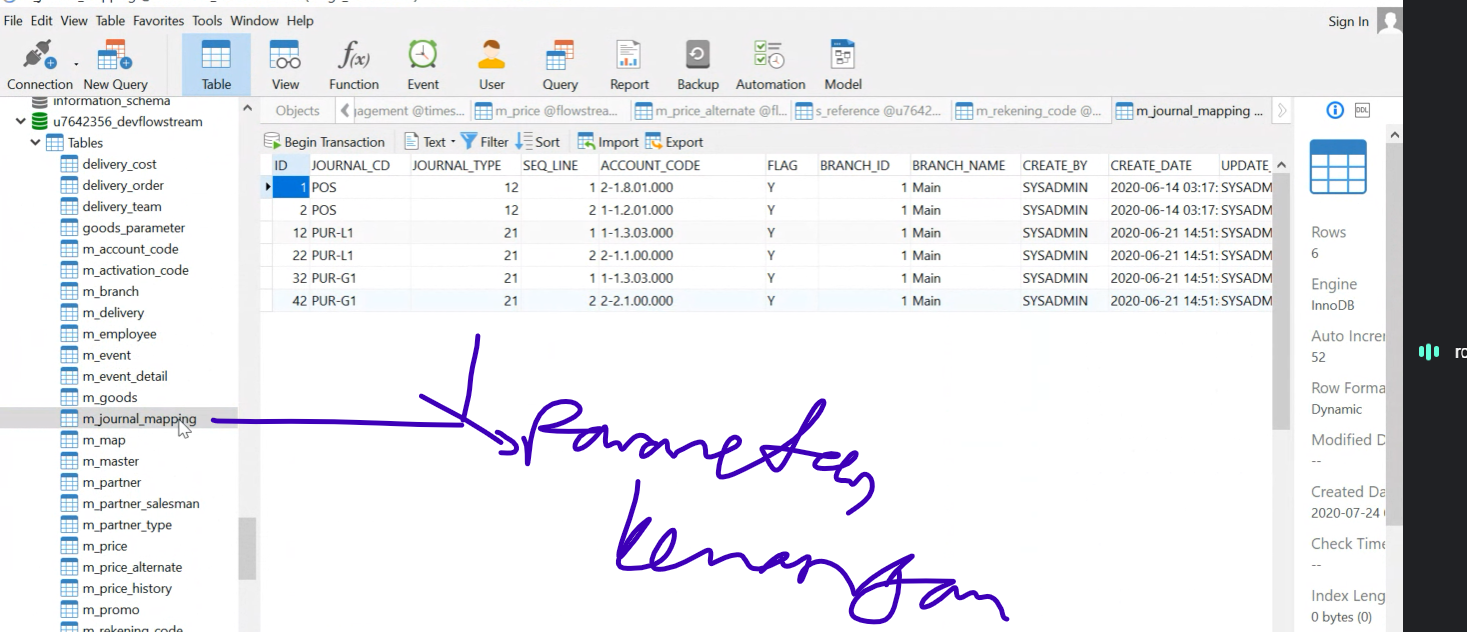 File Edit View Table Favorites Tools Window Help
Sign In
Connection New Query Table View Function Event User Query Report Backup Automation Model
f(x)
information_schema
u7642356_devflowstream
Tables
delivery_cost
delivery_order
delivery_team
goods_parameter
m_account_code
m_activation_code
m_branch
m_delivery
m_employee
m_event
m_event_detail
m_goods
m_journal_mapping
m_map
m_master
m_partner
m_partner_salesman
m_partner_type
m_price
m_price_alternate
m_price_history
m_promo
m_rekening_code
Objects agement @times... m_price @flowstrea... m_price_alternate @fl... s_reference @u7642... m_rekening_code @... m_journal_mapping ...
Begin Transaction Text Filter Sort Import Export
ID JOURNAL_CD JOURNAL_TYPE SEQ_LINE ACCOUNT_CODE FLAG BRANCH_ID BRANCH_NAME CREATE_BY CREATE_DATE UPDATE_
1 POS 12 1 2-1.8.01.000 Y 1 Main SYSADMIN 2020-06-14 03:17: SYSADM
2 POS 12 2 1-1.2.01.000 Y 1 Main SYSADMIN 2020-06-14 03:17: SYSADM
12 PUR-L1 21 1 1-1.3.03.000 Y 1 Main SYSADMIN 2020-06-21 14:51: SYSADM
22 PUR-L1 21 2 2-1.1.00.000 Y 1 Main SYSADMIN 2020-06-21 14:51: SYSADM
32 PUR-G1 21 1 1-1.3.03.000 Y 1 Main SYSADMIN 2020-06-21 14:51: SYSADM
42 PUR-G1 21 2 2-2.1.00.000 Y 1 Main SYSADMIN 2020-06-21 14:51: SYSADM
Parameter
DDL
Rows
6
Engine
InnoDB
Auto Increr
52
Row Forma
Dynamic
Modified D
--
Created Da
2020-07-24
Check Time
--
Index Leng
0 bytes (0)